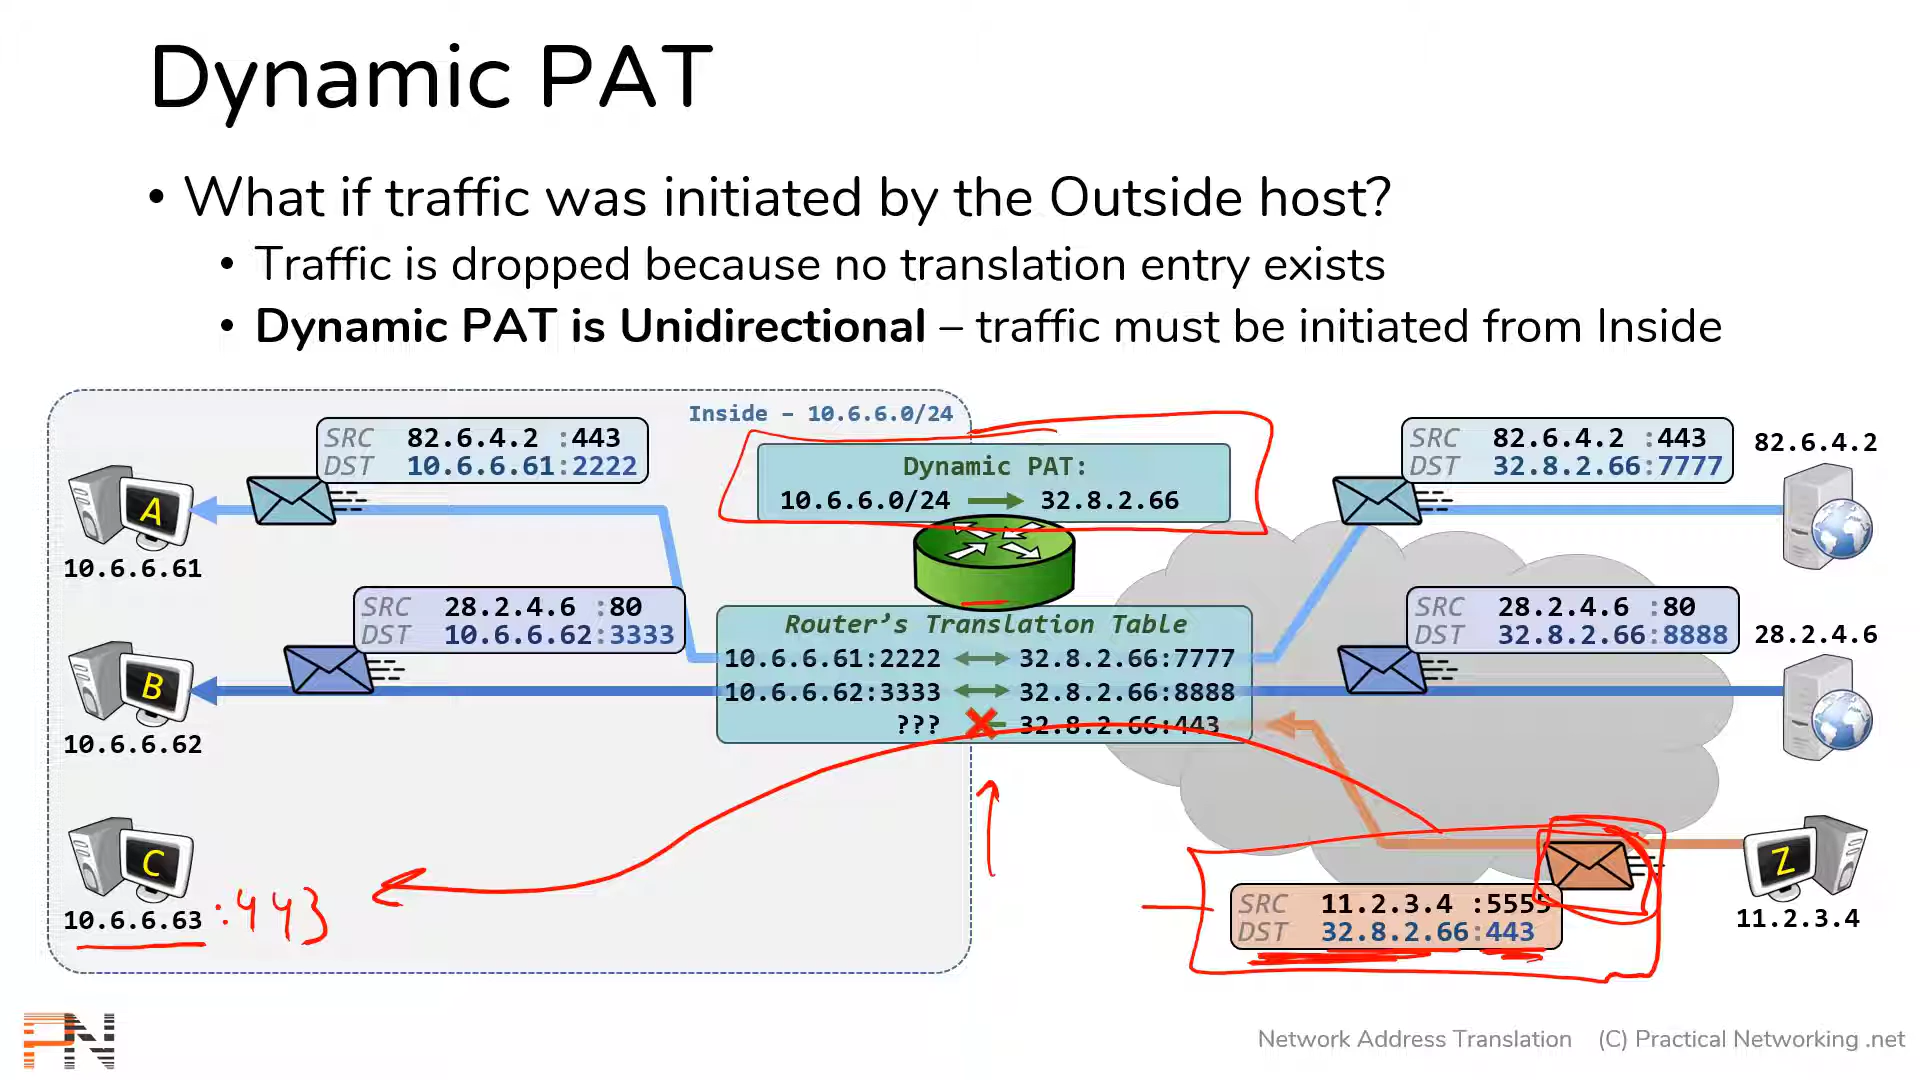 Dynamic PAT
• What if traffic was initiated by the Outside host?
• Traffic is dropped because no translation entry exists
• Dynamic PAT is Unidirectional – traffic must be initiated from Inside
Inside – 10.6.6.0/24
SRC 82.6.4.2 :443
DST 10.6.6.61:2222
A
10.6.6.61
Dynamic PAT:
10.6.6.0/24 → 32.8.2.66
SRC 82.6.4.2 :443
DST 32.8.2.66:7777
82.6.4.2
SRC 28.2.4.6 :80
DST 10.6.6.62:3333
B
10.6.6.62
Router’s Translation Table
10.6.6.61:2222 ↔ 32.8.2.66:7777
10.6.6.62:3333 ↔ 32.8.2.66:8888
??? 32.8.2.66:443
SRC 28.2.4.6 :80
DST 32.8.2.66:8888
28.2.4.6
C
10.6.6.63 :443
SRC 11.2.3.4 :5555
DST 32.8.2.66:443
Z
11.2.3.4
PN
Network Address Translation (C) Practical Networking .net